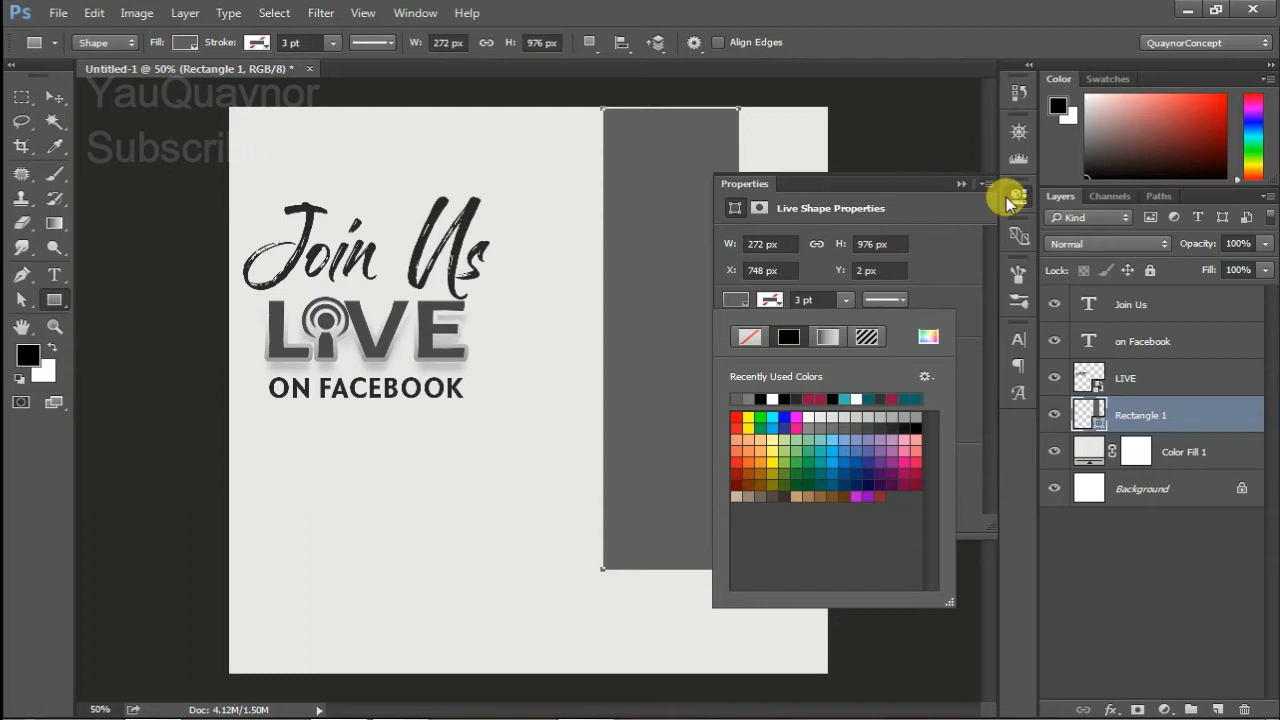 Ps File Edit Image Layer Type Select Filter View Window Help
Shape Fill: Stroke: 3 pt W: 272 px H: 976 px Align Edges QuaynorConcept
Untitled-1 @ 50% (Rectangle 1, RGB/8) * ×
YauQuaynor
Subscribe
Join Us
LIVE
ON FACEBOOK
Properties
Live Shape Properties
W: 272 px H: 976 px
X: 748 px Y: 2 px
3 pt
Recently Used Colors
Color Swatches
Layers Channels Paths
Kind
Normal Opacity: 100%
Lock: Fill: 100%
Join Us
on Facebook
LIVE
Rectangle 1
Color Fill 1
Background
50% Doc: 4.12M/1.50M